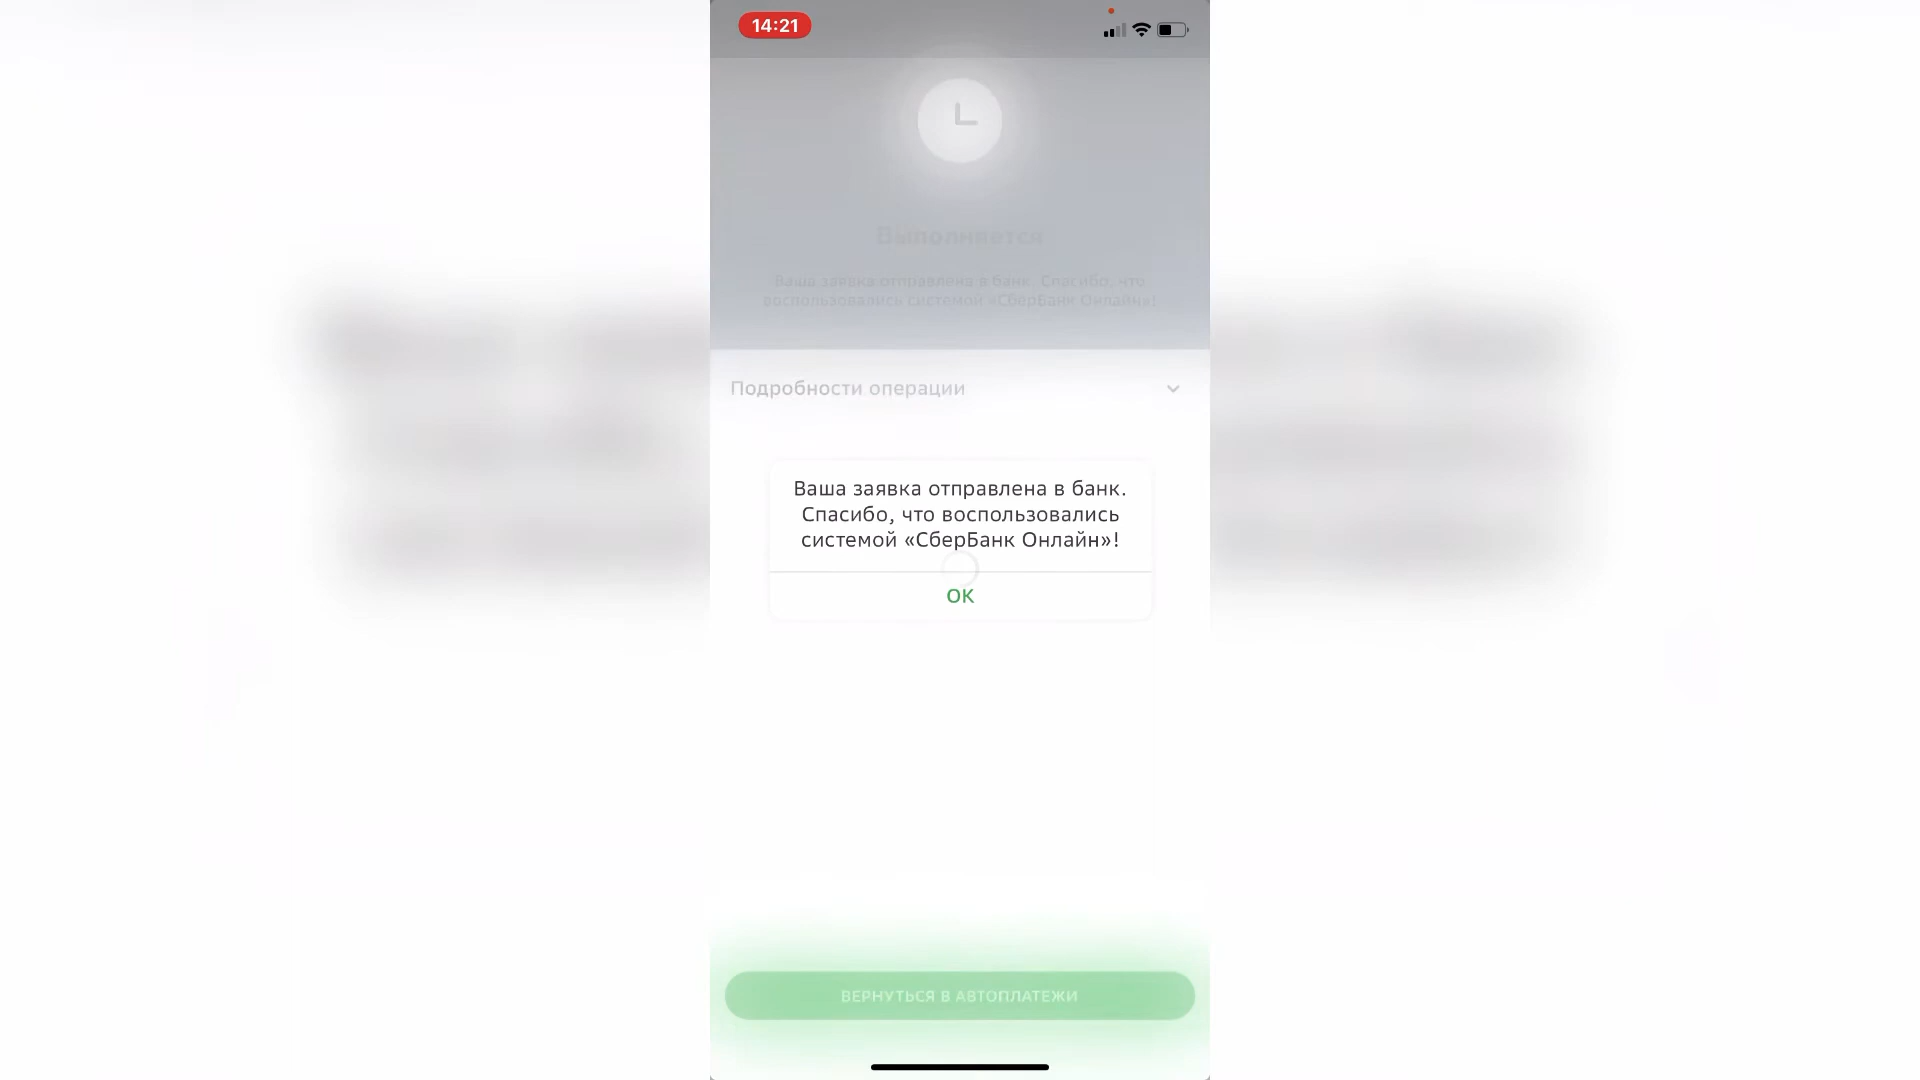 14:21
Выполняется
Ваша заявка отправлена в банк. Спасибо, что
воспользовались системой «СберБанк Онлайн»!
Подробности операции
Ваша заявка отправлена в банк.
Спасибо, что воспользовались
системой «СберБанк Онлайн»!
ОК
ВЕРНУТЬСЯ В АВТОПЛАТЕЖИ